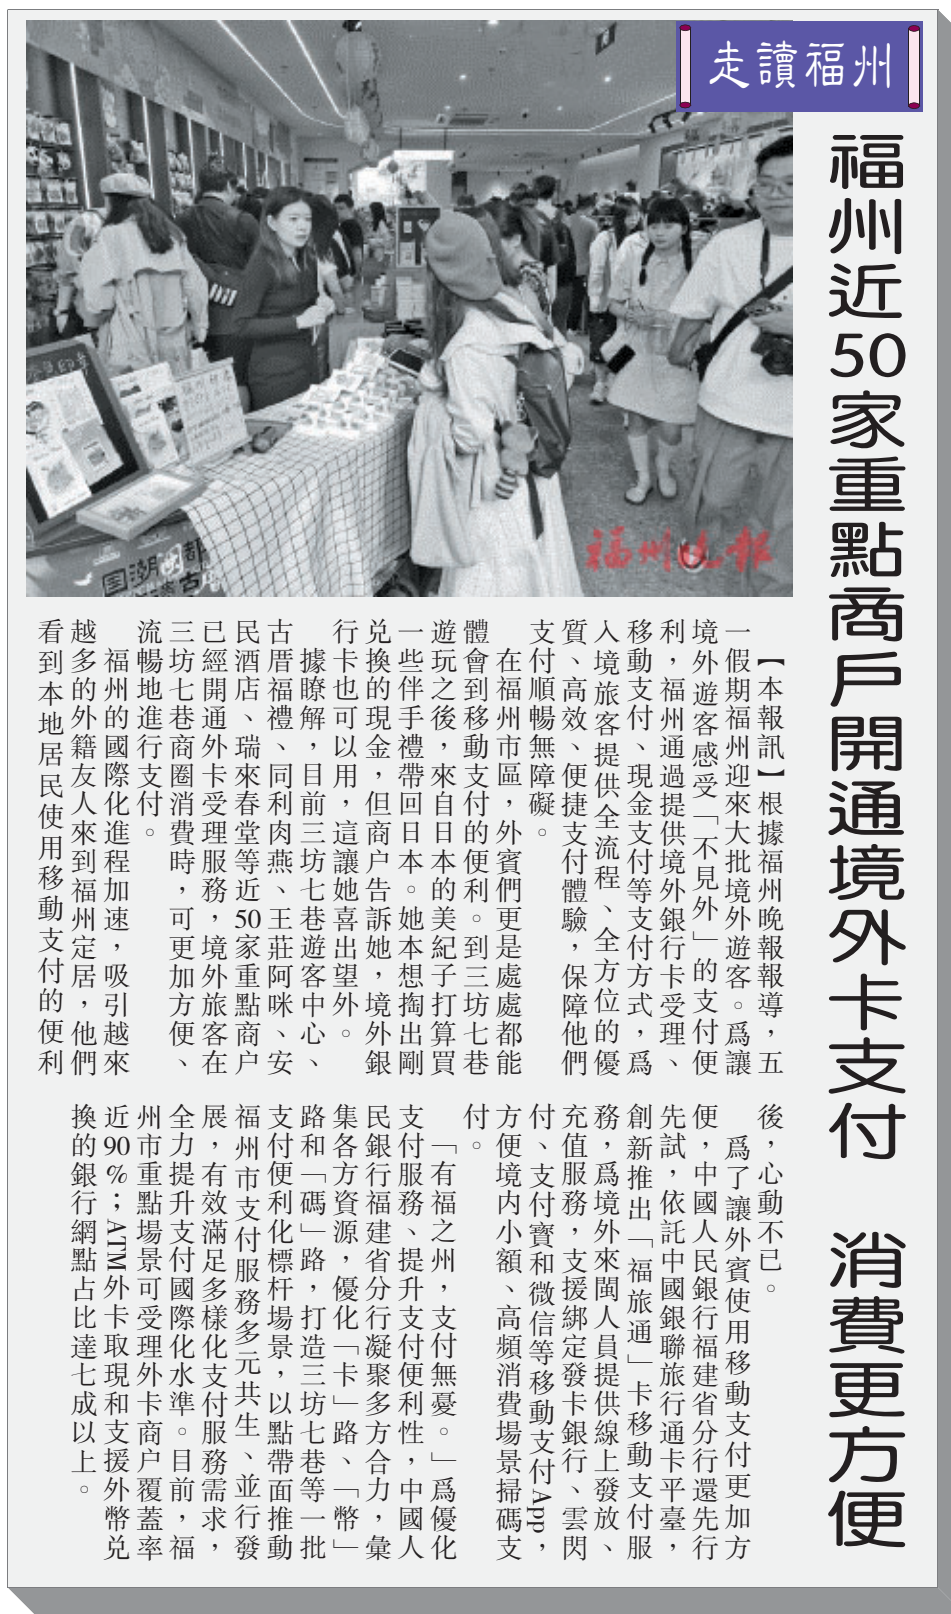 走讀福州
福州近50家重點商戶開通境外卡支付　消費更方便
福州晚報
【本報訊】根據福州晚報報導，五
一假期福州迎來大批境外遊客。爲讓
境外遊客感受「不見外」的支付便
利，福州通過提供境外銀行卡受理、
移動支付、現金支付等支付方式，爲
入境旅客提供全流程、全方位的優
質、高效、便捷支付體驗，保障他們
支付順暢無障礙。
在福州市區，外賓們更是處處都能
體會到移動支付的便利。到三坊七巷
遊玩之後，來自日本的美紀子打算買
一些伴手禮帶回日本。她本想掏出剛
兌換的現金，但商户告訴她，境外銀
行卡也可以用，這讓她喜出望外。
據瞭解，目前三坊七巷遊客中心、
古厝福禮、同利肉燕、王莊阿咪、安
民酒店、瑞來春堂等近50家重點商户
已經開通外卡受理服務，境外旅客在
三坊七巷商圈消費時，可更加方便、
流暢地進行支付。
福州的國際化進程加速，吸引越來
越多的外籍友人來到福州定居，他們
看到本地居民使用移動支付的便利
後，心動不已。
爲了讓外賓使用移動支付更加方
便，中國人民銀行福建省分行還先行
先試，依託中國銀聯旅行通卡平臺，
創新推出「福旅通」卡移動支付服
務，爲境外來閩人員提供線上發放、
充值服務，支援綁定發卡銀行、雲閃
付、支付寶和微信等移動支付App，
方便境内小額、高頻消費場景掃碼支
付。
「有福之州，支付無憂。」爲優化
支付服務、提升支付便利性，中國人
民銀行福建省分行凝聚多方合力，彙
集各方資源，優化「卡」路、「幣」
路和「碼」路，打造三坊七巷等一批
支付便利化標杆場景，以點帶面推動
福州市支付服務多元共生、並行發
展，有效滿足多樣化支付服務需求，
全力提升支付國際化水準。目前，福
州市重點場景可受理外卡商户覆蓋率
近90%；ATM外卡取現和支援外幣兌
換的銀行網點占比達七成以上。